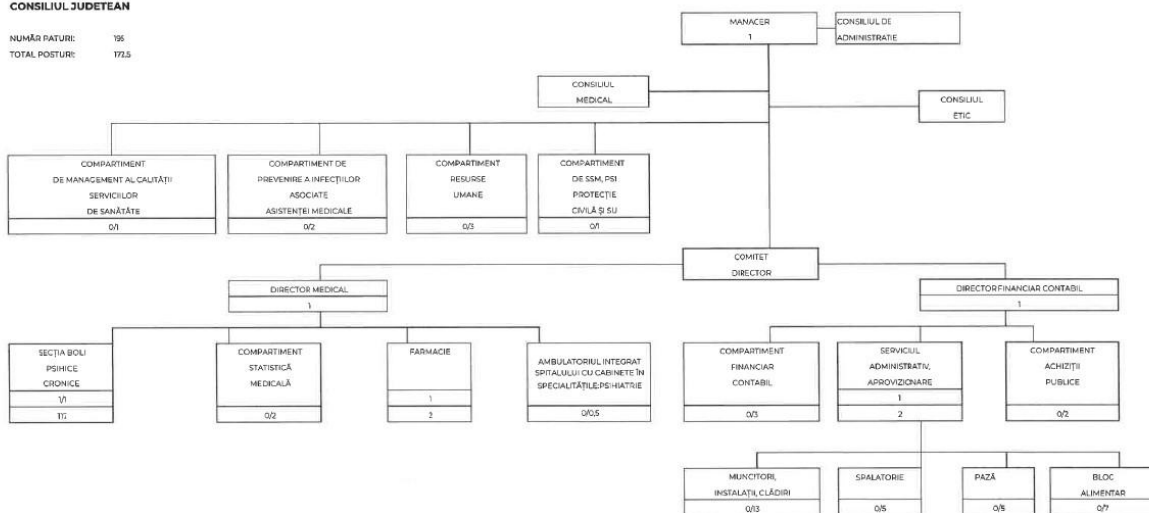 CONSILIUL JUDETEAN
NUMĂR PATURI: 195
TOTAL POSTURI: 172.5
MANACER
1
CONSILIUL DE
ADMINISTRATIE
CONSILIUL
MEDICAL
CONSILIUL
ETIC
COMPARTIMENT
DE MANAGEMENT AL CALITĂȚII
SERVICIILOR
DE SANĂTĂTE
0/1
COMPARTIMENT DE
PREVENIRE A INFECȚIILOR
ASOCIATE
ASISTENȚEI MEDICALE
0/2
COMPARTIMENT
RESURSE
UMANE
0/3
COMPARTIMENT
DE SSM, PSI
PROTECȚIE
CIVILĂ ȘI SU
0/1
COMITET
DIRECTOR
DIRECTOR MEDICAL
1
DIRECTOR FINANCIAR CONTABIL
1
SECȚIA BOLI
PSIHICE
CRONICE
1/1
117
COMPARTIMENT
STATISTICĂ
MEDICALĂ
0/2
FARMACIE
1
2
AMBULATORIUL INTEGRAT
SPITALULUI CU CABINETE ÎN
SPECIALITĂȚILE:PSIHIATRIE
0/0,5
COMPARTIMENT
FINANCIAR
CONTABIL
0/3
SERVICIUL
ADMINISTRATIV,
APROVIZIONARE
1
2
COMPARTIMENT
ACHIZIȚII
PUBLICE
0/2
MUNCITORI,
INSTALAȚII, CLĂDIRI
0/13
SPALATORIE
0/5
PAZĂ
0/5
BLOC
ALIMENTAR
0/7